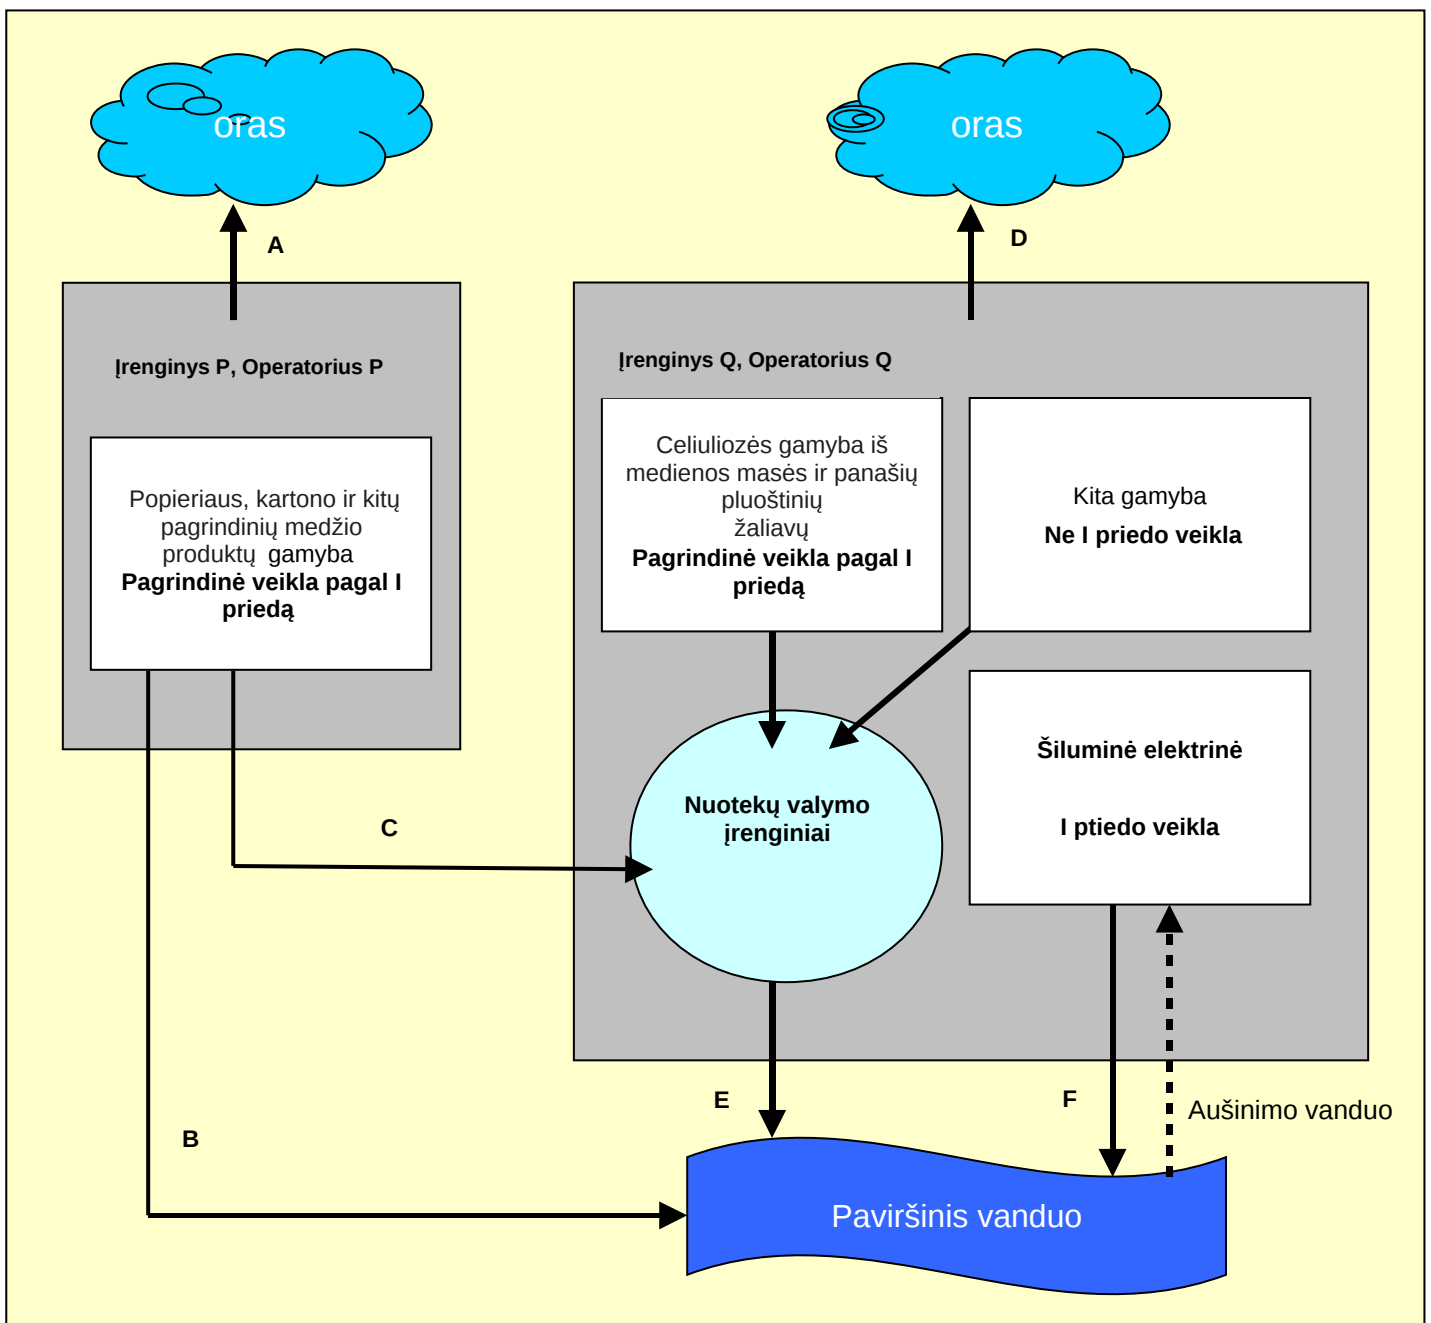 oras
oras
A
D
Įrenginys P, Operatorius P
Popieriaus, kartono ir kitų
pagrindinių medžio
produktų gamyba
Pagrindinė veikla pagal I
priedą
Įrenginys Q, Operatorius Q
Celiuliozės gamyba iš
medienos masės ir panašių
pluoštinių
žaliavų
Pagrindinė veikla pagal I
priedą
Kita gamyba
Ne I priedo veikla
Šiluminė elektrinė
I ptiedo veikla
Nuotekų valymo
įrenginiai
C
E
F
Aušinimo vanduo
B
Paviršinis vanduo